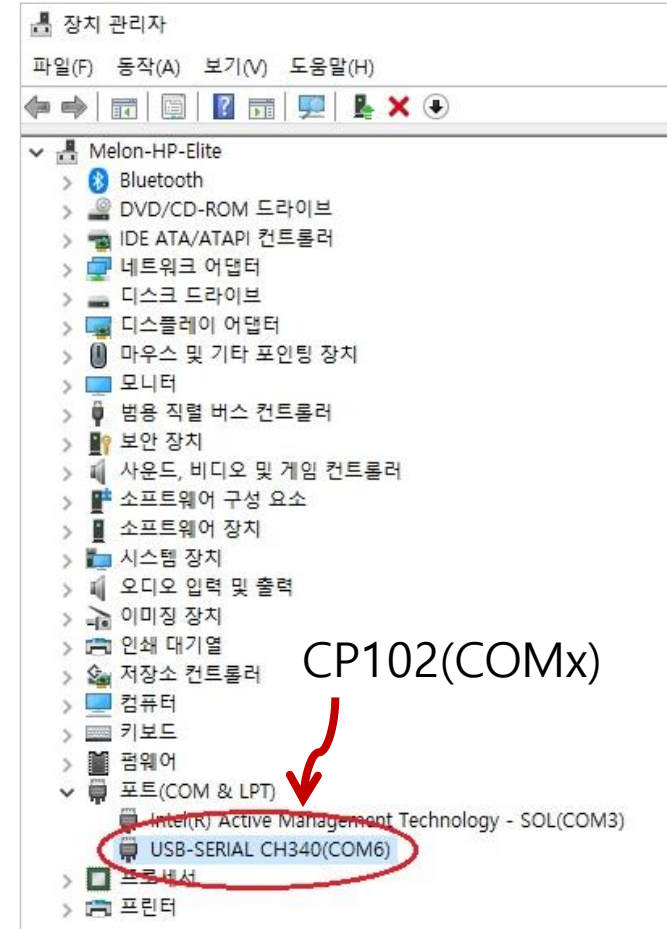 장치 관리자
파일(F) 동작(A) 보기(V) 도움말(H)
Melon-HP-Elite
Bluetooth
DVD/CD-ROM 드라이브
IDE ATA/ATAPI 컨트롤러
네트워크 어댑터
디스크 드라이브
디스플레이 어댑터
마우스 및 기타 포인팅 장치
모니터
범용 직렬 버스 컨트롤러
보안 장치
사운드, 비디오 및 게임 컨트롤러
소프트웨어 구성 요소
소프트웨어 장치
시스템 장치
오디오 입력 및 출력
이미징 장치
인쇄 대기열
저장소 컨트롤러
CP102(COMx)
컴퓨터
키보드
펌웨어
포트(COM & LPT)
Intel(R) Active Management Technology - SOL(COM3)
USB-SERIAL CH340(COM6)
프로세서
프린터